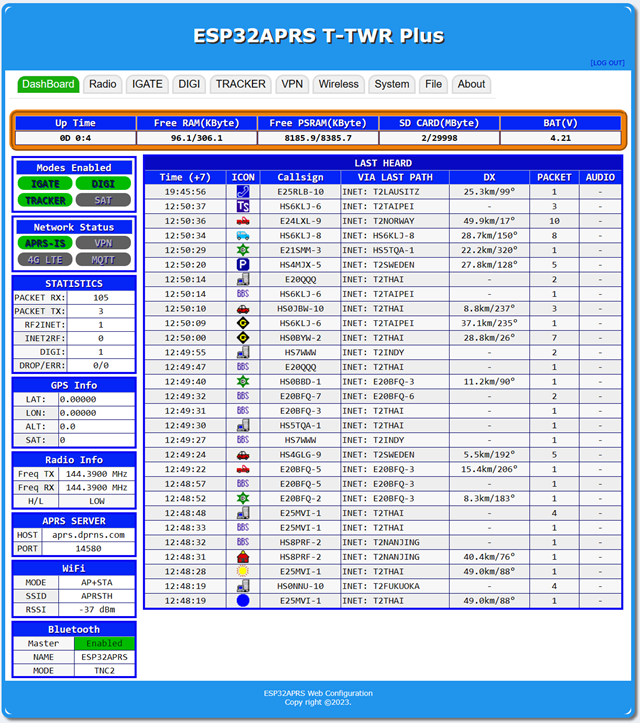 ESP32APRS T-TWR Plus
[LOG OUT]
DashBoard Radio IGATE DIGI TRACKER VPN Wireless System File About
Up Time Free RAM(KByte) Free PSRAM(KByte) SD CARD(MByte) BAT(V)
0D 0:4 96.1/306.1 8185.9/8385.7 2/29998 4.21
Modes Enabled
IGATE DIGI
TRACKER SAT
Network Status
APRS-IS VPN
4G LTE MQTT
STATISTICS
PACKET RX: 105
PACKET TX: 3
RF2INET: 1
INET2RF: 0
DIGI: 1
DROP/ERR: 0/0
GPS Info
LAT: 0.00000
LON: 0.00000
ALT: 0.0
SAT: 0
Radio Info
Freq TX 144.3900 MHz
Freq RX 144.3900 MHz
H/L LOW
APRS SERVER
HOST aprs.dprns.com
PORT 14580
WiFi
MODE AP+STA
SSID APRSTH
RSSI -37 dBm
Bluetooth
Master Enabled
NAME ESP32APRS
MODE TNC2
LAST HEARD
Time (+7) ICON Callsign VIA LAST PATH DX PACKET AUDIO
19:45:56 E25RLB-10 INET: T2LAUSITZ 25.3km/99° 1 -
12:50:37 TS HS6KLJ-6 INET: T2TAIPEI - 3 -
12:50:36 E24LXL-9 INET: T2NORWAY 49.9km/17° 10 -
12:50:34 HS6KLJ-8 INET: HS6KLJ-8 28.7km/150° 8 -
12:50:29 E21SMM-3 INET: HS5TQA-1 22.2km/320° 1 -
12:50:20 P HS4MJX-5 INET: T2SWEDEN 27.8km/128° 5 -
12:50:14 E20QQQ INET: T2THAI - 2 -
12:50:14 BBS HS6KLJ-6 INET: T2TAIPEI - 1 -
12:50:10 HS0JBW-10 INET: T2THAI 8.8km/237° 3 -
12:50:09 HS6KLJ-6 INET: T2TAIPEI 37.1km/235° 1 -
12:50:00 HS0BYW-2 INET: T2THAI 28.8km/26° 7 -
12:49:55 HS7WWW INET: T2INDY - 2 -
12:49:47 BBS E20QQQ INET: T2THAI - 1 -
12:49:40 HS0BBD-1 INET: E20BFQ-3 11.2km/90° 1 -
12:49:32 BBS E20BFQ-7 INET: E20BFQ-6 - 2 -
12:49:31 BBS E20BFQ-3 INET: T2THAI - 1 -
12:49:30 HS5TQA-1 INET: T2THAI - 1 -
12:49:27 BBS HS7WWW INET: T2INDY - 1 -
12:49:24 HS4GLG-9 INET: T2SWEDEN 5.5km/192° 5 -
12:49:22 E20BFQ-5 INET: E20BFQ-3 15.4km/206° 1 -
12:48:57 BBS E20BFQ-5 INET: E20BFQ-3 - 1 -
12:48:52 E20BFQ-2 INET: E20BFQ-3 8.3km/183° 1 -
12:48:48 E25MVI-1 INET: T2THAI - 4 -
12:48:33 BBS E25MVI-1 INET: T2THAI - 1 -
12:48:32 BBS HS8PRF-2 INET: T2NANJING - 1 -
12:48:31 HS8PRF-2 INET: T2NANJING 40.4km/76° 1 -
12:48:28 E25MVI-1 INET: T2THAI 49.0km/88° 1 -
12:48:19 HS0NNU-10 INET: T2FUKUOKA - 4 -
12:48:19 E25MVI-1 INET: T2THAI 49.0km/88° 1 -
ESP32APRS Web Configuration
Copy right ©2023.